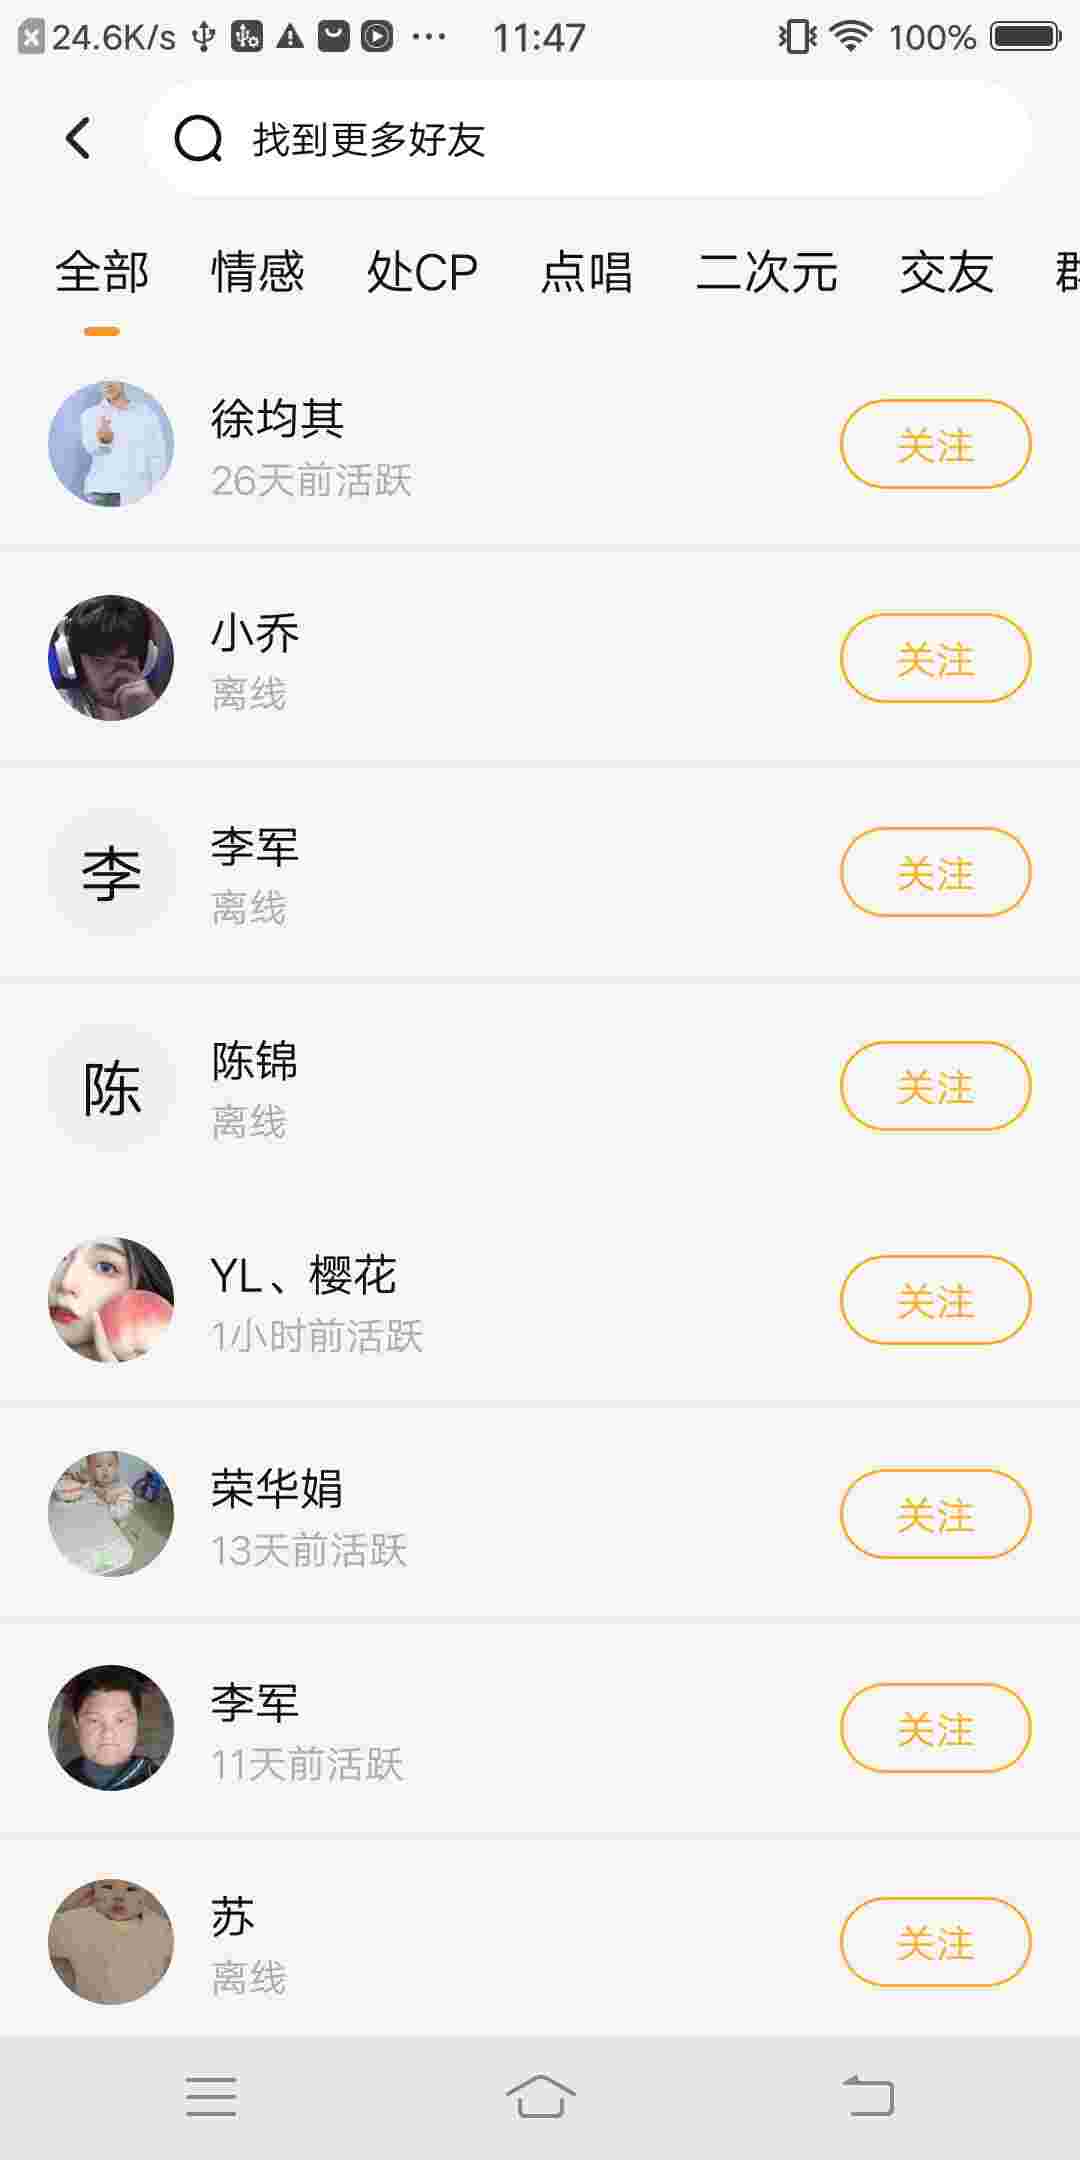 24.6K/s 11:47 100%
找到更多好友
全部 情感 处CP 点唱 二次元 交友
徐均其
26天前活跃
关注
小乔
离线
关注
李
李军
离线
关注
陈
陈锦
离线
关注
YL、樱花
1小时前活跃
关注
荣华娟
13天前活跃
关注
李军
11天前活跃
关注
苏
离线
关注